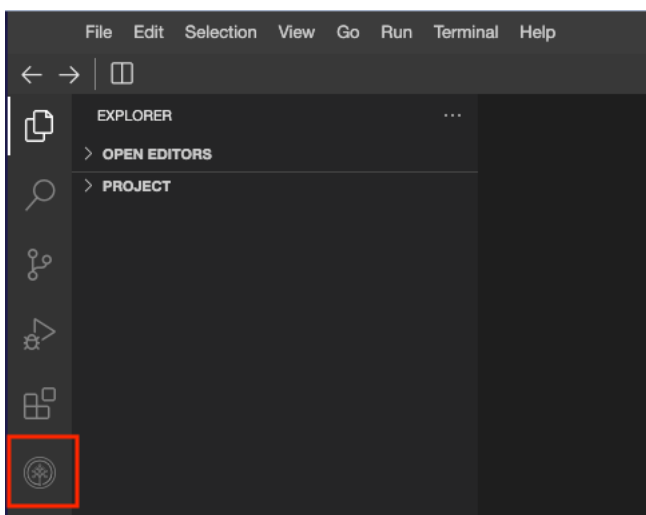 File Edit Selection View Go Run Terminal Help
EXPLORER
OPEN EDITORS
PROJECT